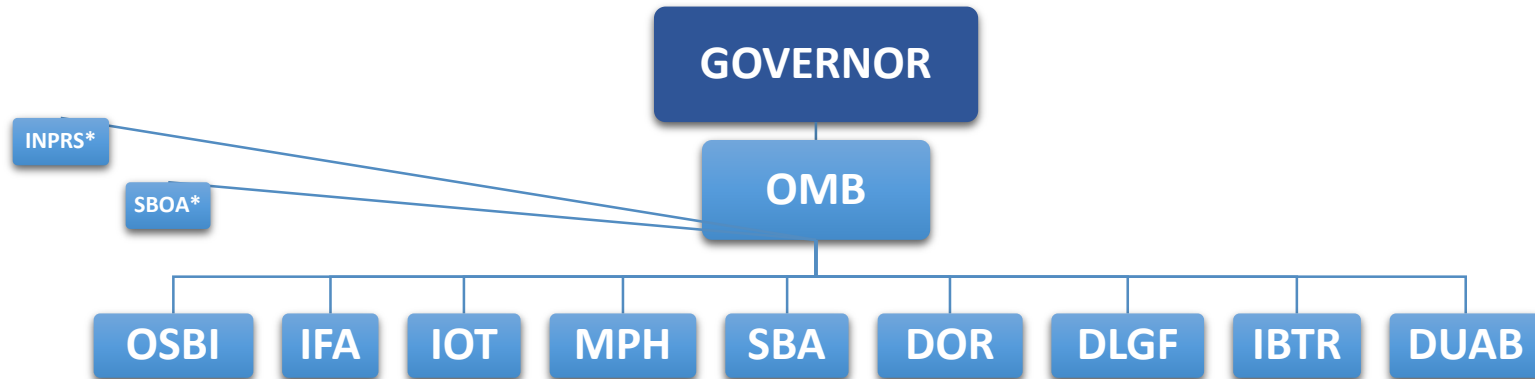 GOVERNOR
INPRS*
OMB
SBOA*
OSBI
IFA
IOT
MPH
SBA
DOR
DLGF
IBTR
DUAB